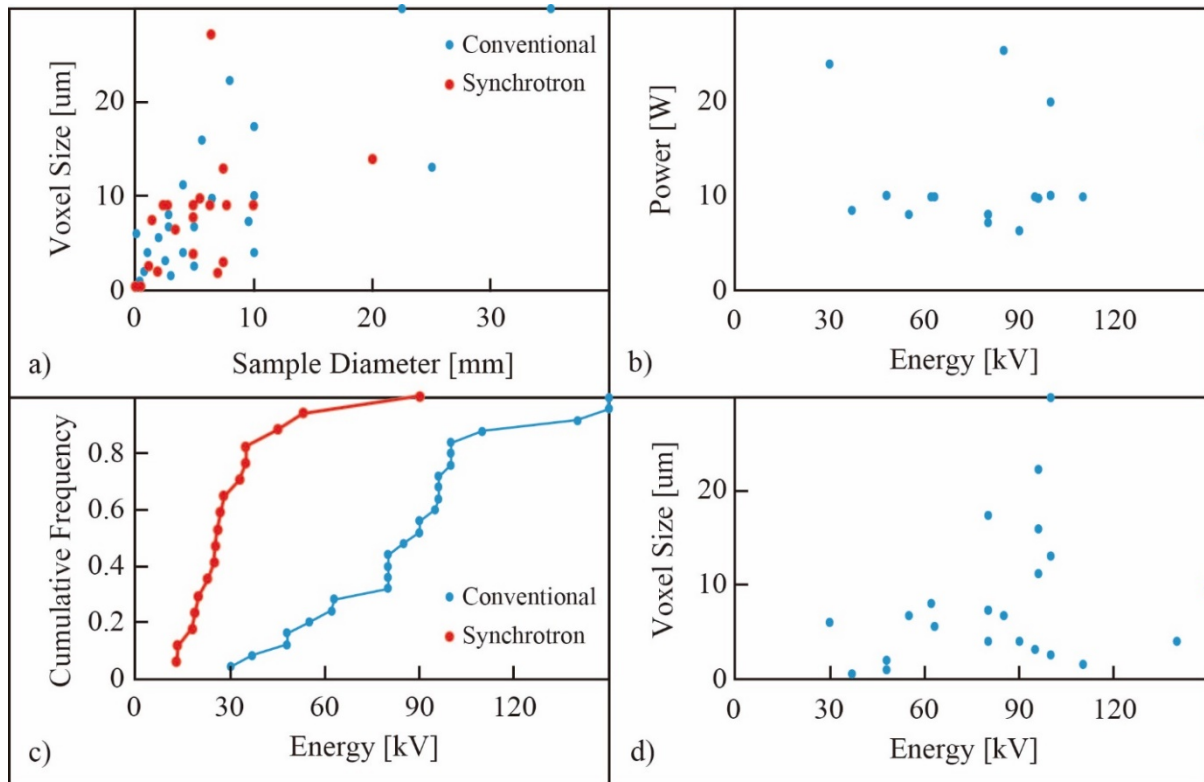 Voxel Size [um]
20
10
0
0
10
20
30
Sample Diameter [mm]
Conventional
Synchrotron
a)
Power [W]
20
10
0
0
30
60
90
120
Energy [kV]
b)
Cumulative Frequency
0.8
0.6
0.4
0.2
0
0
30
60
90
120
Energy [kV]
Conventional
Synchrotron
c)
Voxel Size [um]
20
10
0
0
30
60
90
120
Energy [kV]
d)